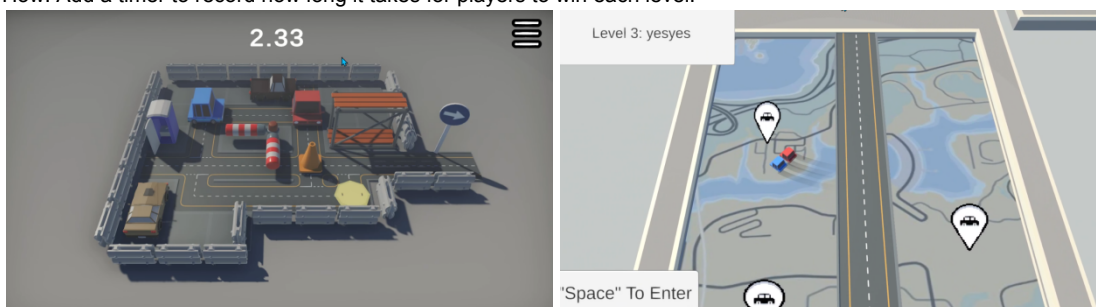 How: Add a timer to record how long it takes for players to win each level.
2.33
Level 3: yesyes
"Space" To Enter